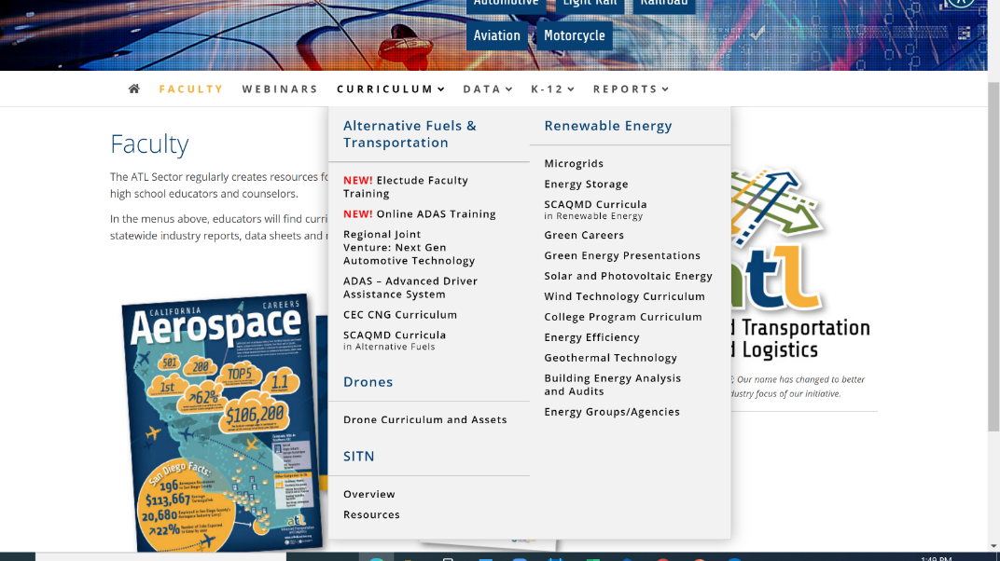 Automotive
Light Rail
Railroad
Aviation
Motorcycle
FACULTY
WEBINARS
CURRICULUM
DATA
K-12
REPORTS
Faculty
The ATL Sector regularly creates resources
high school educators and counselors.
In the menus above, educators will find
statewide industry reports, data sheets and
Alternative Fuels &
Transportation
NEW! Electude Faculty
Training
NEW! Online ADAS Training
Regional Joint
Venture: Next Gen
Automotive Technology
ADAS – Advanced Driver
Assistance System
CEC CNG Curriculum
SCAQMD Curricula
in Alternative Fuels
Drones
Drone Curriculum and Assets
SITN
Overview
Resources
Renewable Energy
Microgrids
Energy Storage
SCAQMD Curricula
in Renewable Energy
Green Careers
Green Energy Presentations
Solar and Photovoltaic Energy
Wind Technology Curriculum
College Program Curriculum
Energy Efficiency
Geothermal Technology
Building Energy Analysis
and Audits
Energy Groups/Agencies
CALIFORNIA CAREERS
Aerospace
501
200
TOP5
1.1
1st
62%
$106,200
San Diego Facts:
196
$113,667
20,680
22%
atl
atl
Transportation
Logistics
Our name has changed to better
industry focus of our initiative.
1:49 PM